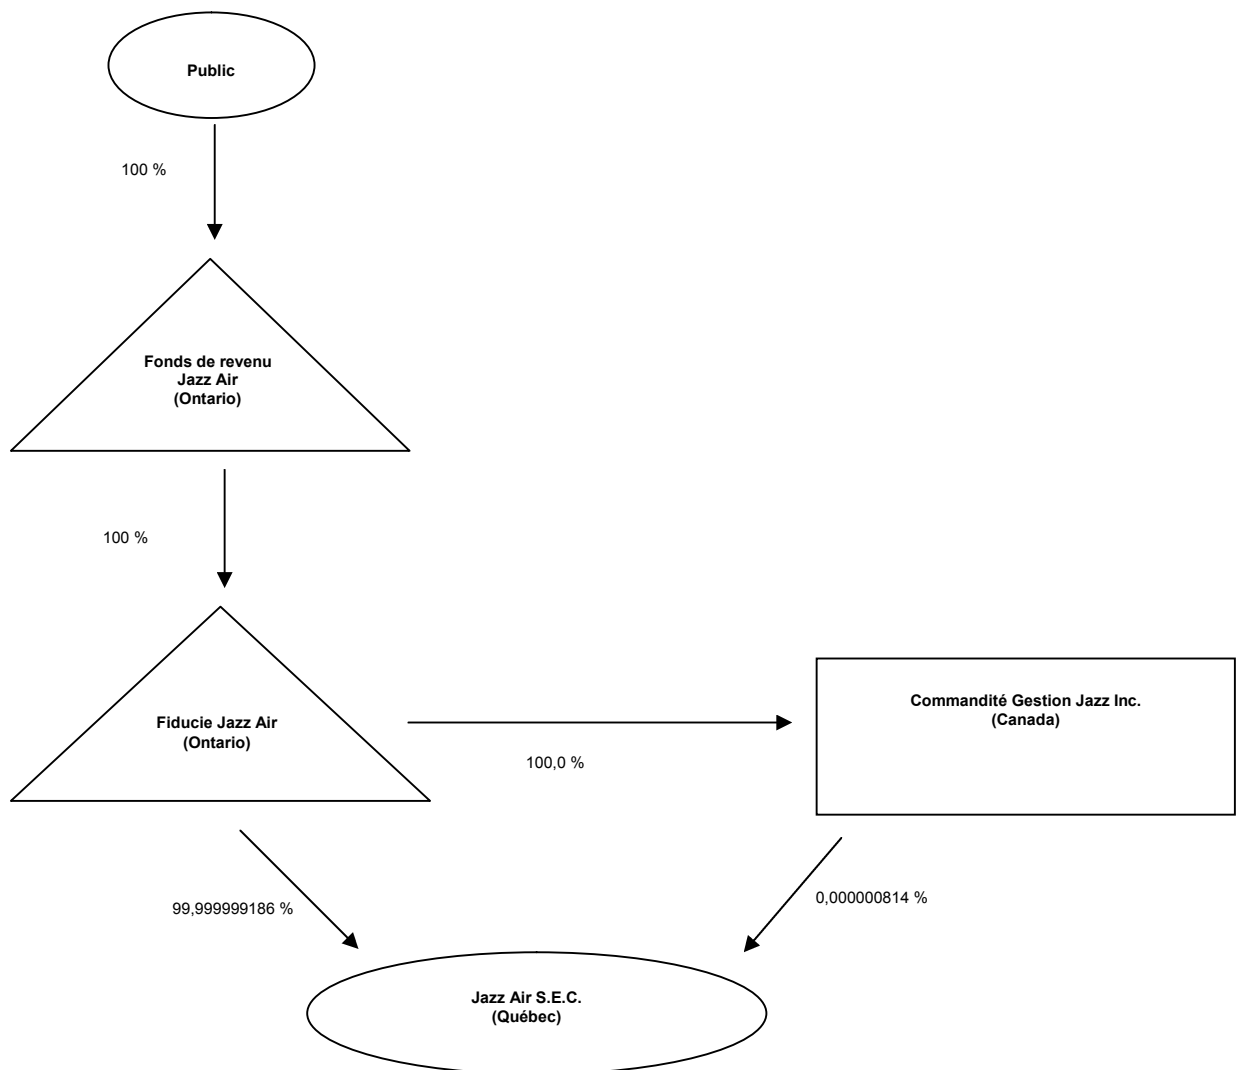 Public
100 %
Fonds de revenu
Jazz Air
(Ontario)
100 %
Fiducie Jazz Air
(Ontario)
100,0 %
Commandité Gestion Jazz Inc.
(Canada)
99,999999186 %
0,000000814 %
Jazz Air S.E.C.
(Québec)